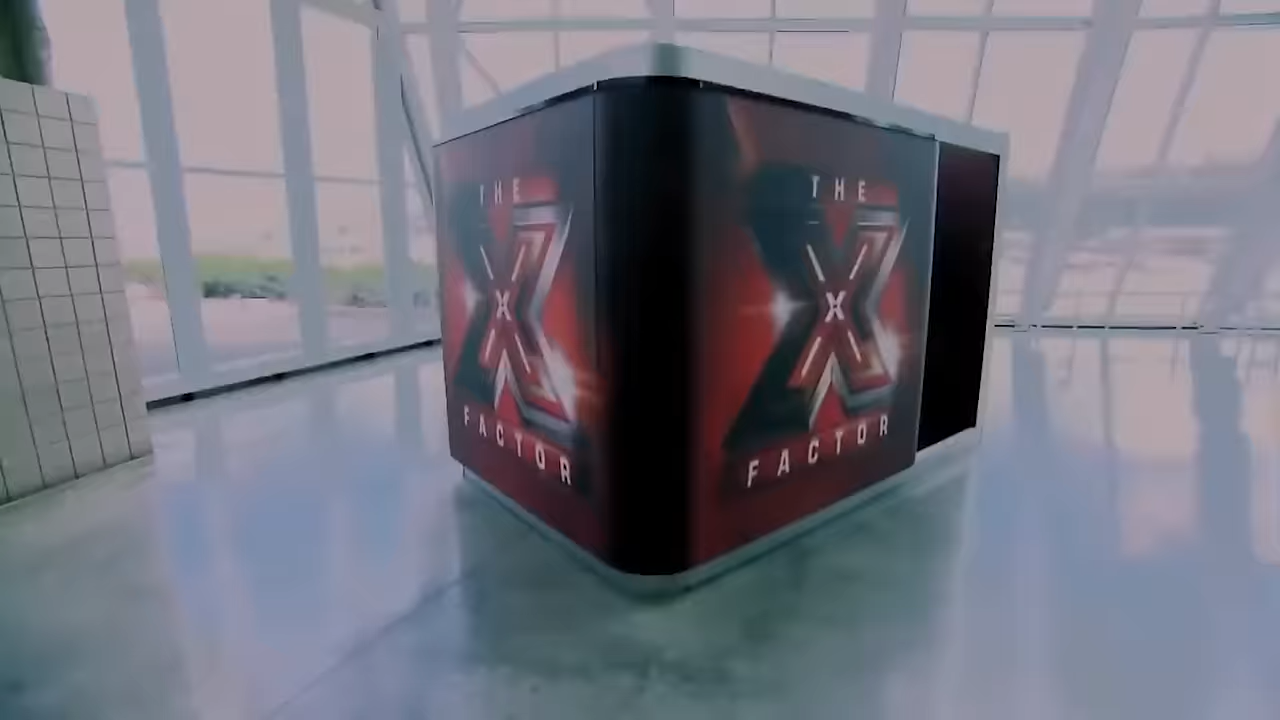 THE
X
FACTOR
THE
X
FACTOR